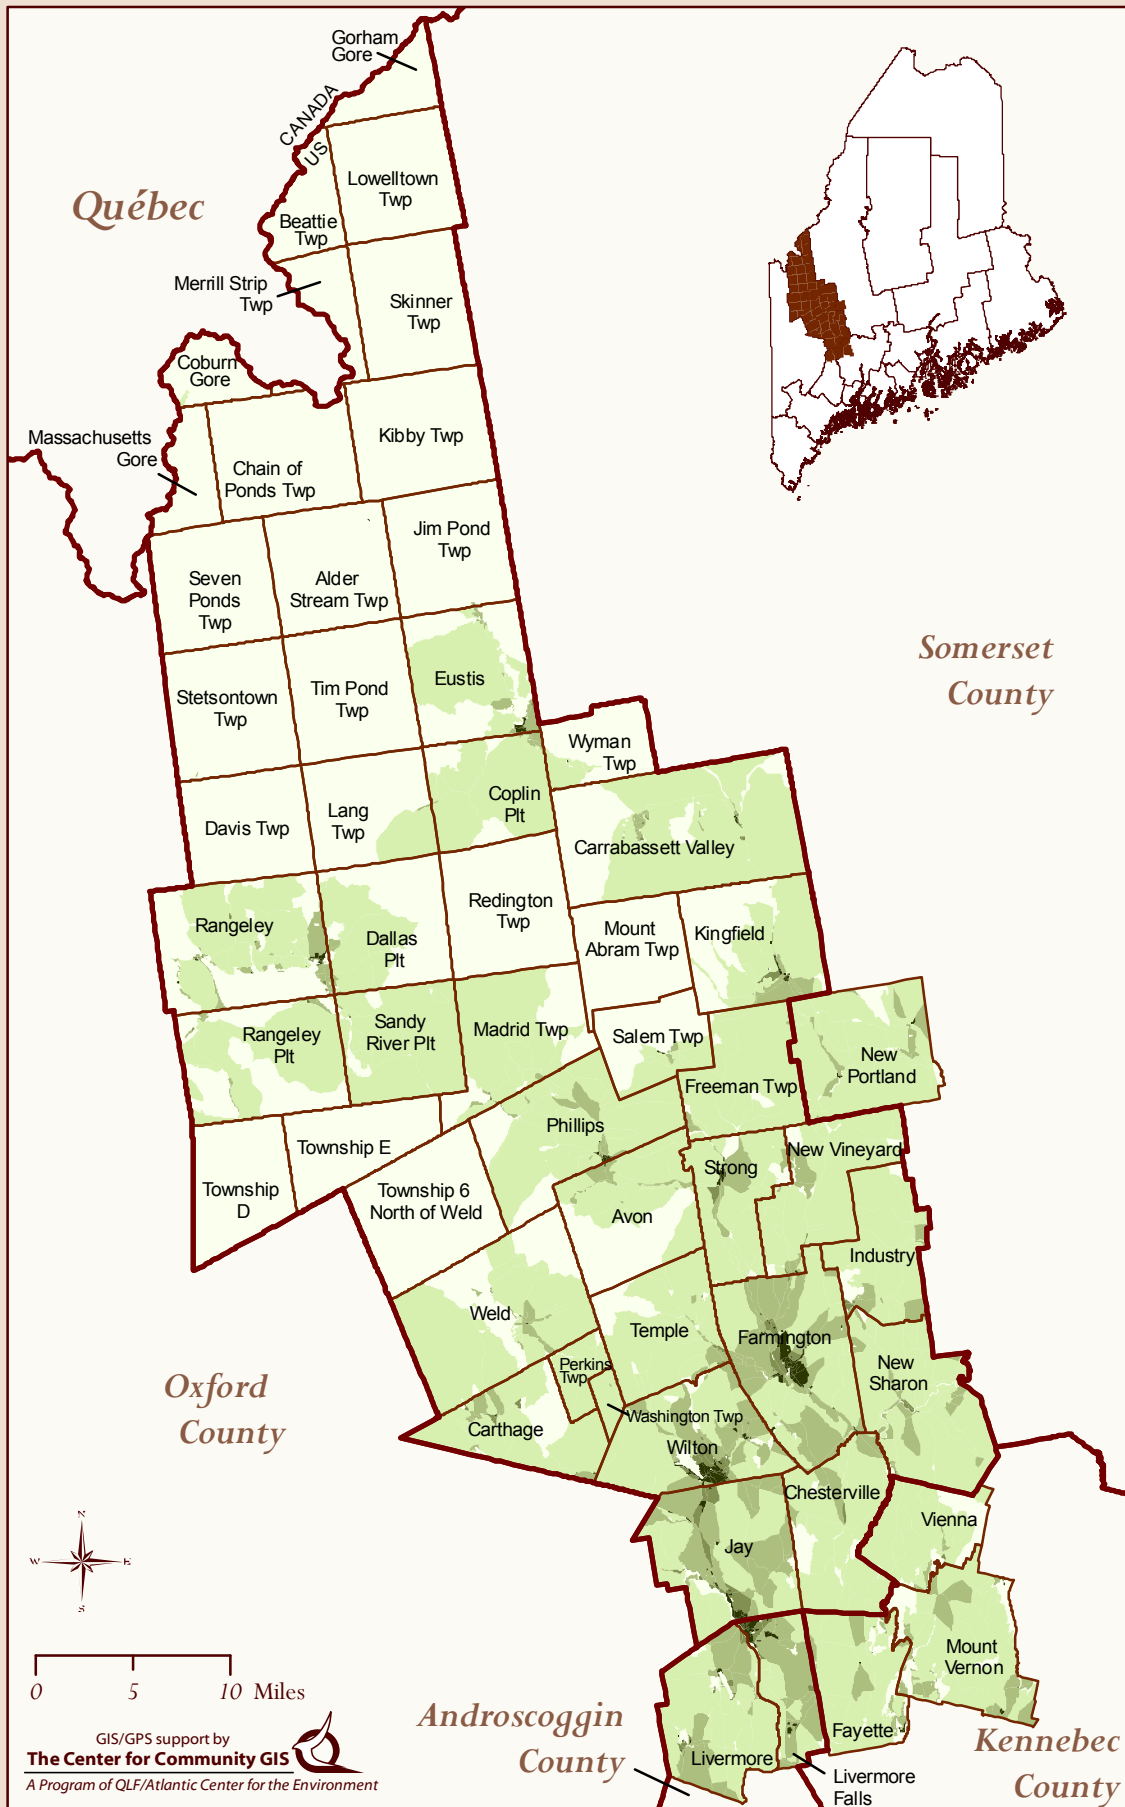 Gorham
Gore
CANADA
US
Québec
Lowelltown
Twp
Beattie
Twp
Merrill Strip
Twp
Skinner
Twp
Coburn
Gore
Massachusetts
Gore
Kibby Twp
Chain of
Ponds Twp
Jim Pond
Twp
Seven
Ponds
Twp
Alder
Stream Twp
Somerset
County
Eustis
Stetsontown
Twp
Tim Pond
Twp
Wyman
Twp
Coplin
Plt
Davis Twp
Lang
Twp
Carrabassett Valley
Redington
Twp
Rangeley
Dallas
Plt
Mount
Abram Twp
Kingfield
Rangeley
Plt
Sandy
River Plt
Madrid Twp
Salem Twp
New
Portland
Freeman Twp
Phillips
Township E
New Vineyard
Strong
Township
D
Township 6
North of Weld
Avon
Industry
Weld
Temple
Farmington
Perkins
Twp
New
Sharon
Oxford
County
Carthage
Washington Twp
Wilton
Chesterville
Vienna
Jay
N
W
E
S
Mount
Vernon
0 5 10 Miles
Androscoggin
County
Fayette
Kennebec
County
Livermore
Livermore
Falls
GIS/GPS support by
The Center for Community GIS
A Program of QLF/Atlantic Center for the Environment